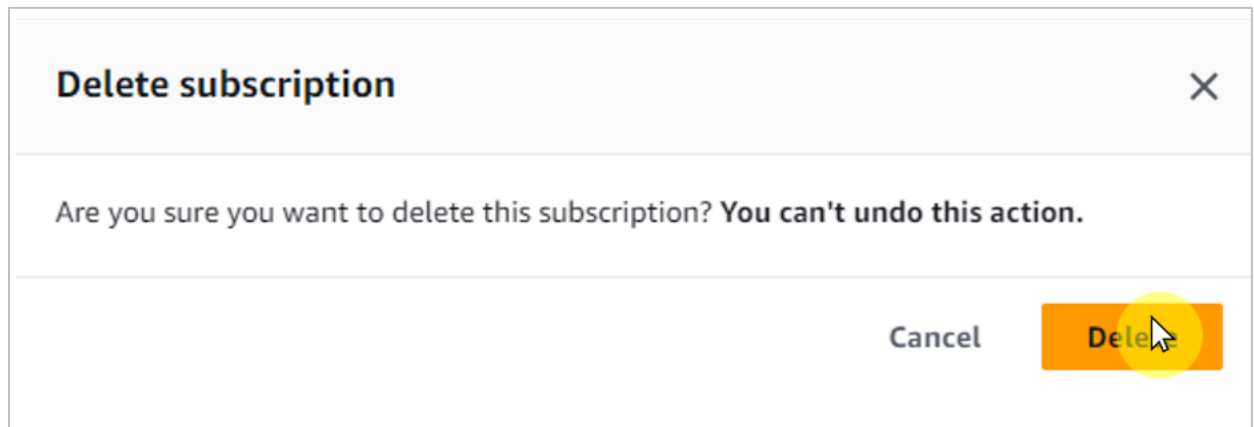 Delete subscription
Are you sure you want to delete this subscription? You can't undo this action.
Cancel
Delete